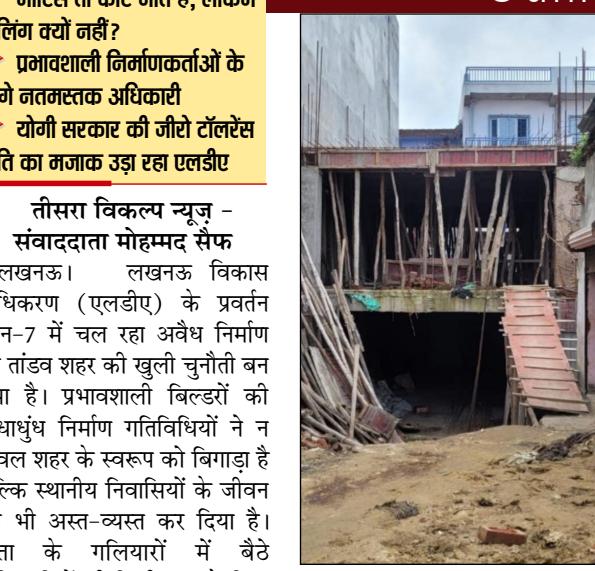 लिंग क्यों नहीं?
प्रभावशाली निर्माणकर्ताओं के
नतमस्तक अधिकारी
योगी सरकार की जीरो टॉलरेंस
का मजाक उड़ा रहा एलडीए
तीसरा विकल्प न्यूज़ -
संवाददाता मोहम्मद सैफ
लखनऊ। लखनऊ विकास
धिकरण (एलडीए) के प्रवर्तन
न-7 में चल रहा अवैध निर्माण
तांडव शहर की खुली चुनौती बन
या है। प्रभावशाली बिल्डरों की
धाधुंध निर्माण गतिविधियों ने न
वल शहर के स्वरूप को बिगाड़ा है
ल्कि स्थानीय निवासियों के जीवन
भी अस्त-व्यस्त कर दिया है।
ता के गलियारों में बैठे